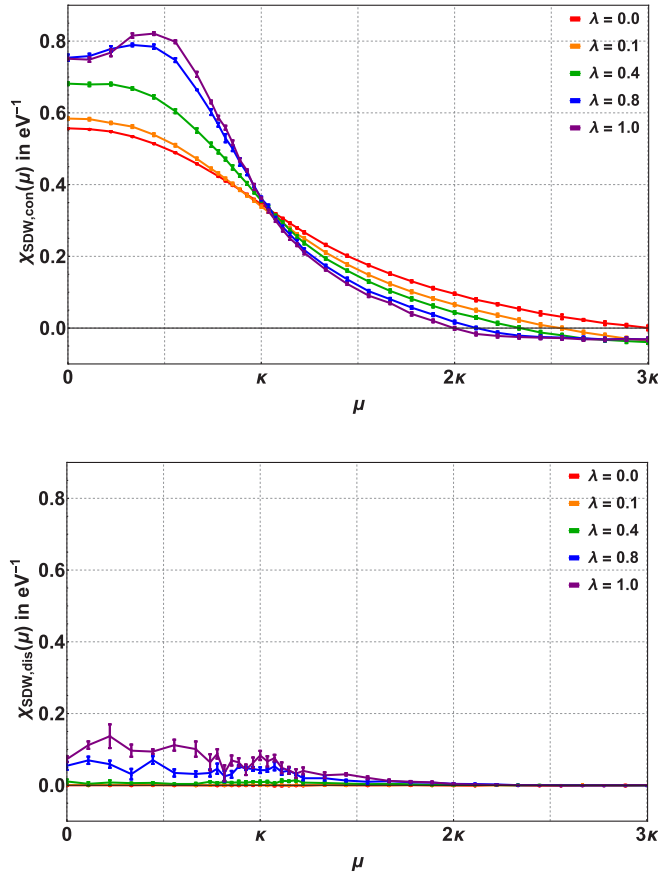 0.8
0.6
0.4
0.2
0.0
χSDW,con(μ) in eV⁻¹
λ = 0.0
λ = 0.1
λ = 0.4
λ = 0.8
λ = 1.0
0 κ 2κ 3κ
μ
0.8
0.6
0.4
0.2
0.0
χSDW,dis(μ) in eV⁻¹
λ = 0.0
λ = 0.1
λ = 0.4
λ = 0.8
λ = 1.0
0 κ 2κ 3κ
μ